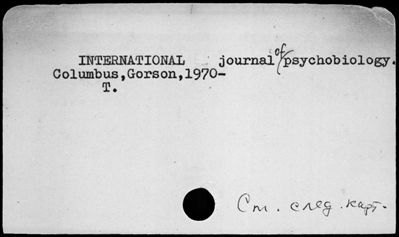 INTERNATIONAL journal of psychobiology.
Columbus,Gorson,1970-
T.
См. след. карт.